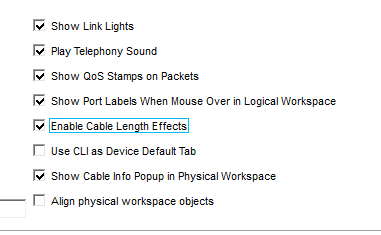 Show Link Lights
Play Telephony Sound
Show QoS Stamps on Packets
Show Port Labels When Mouse Over in Logical Workspace
Enable Cable Length Effects
Use CLI as Device Default Tab
Show Cable Info Popup in Physical Workspace
Align physical workspace objects